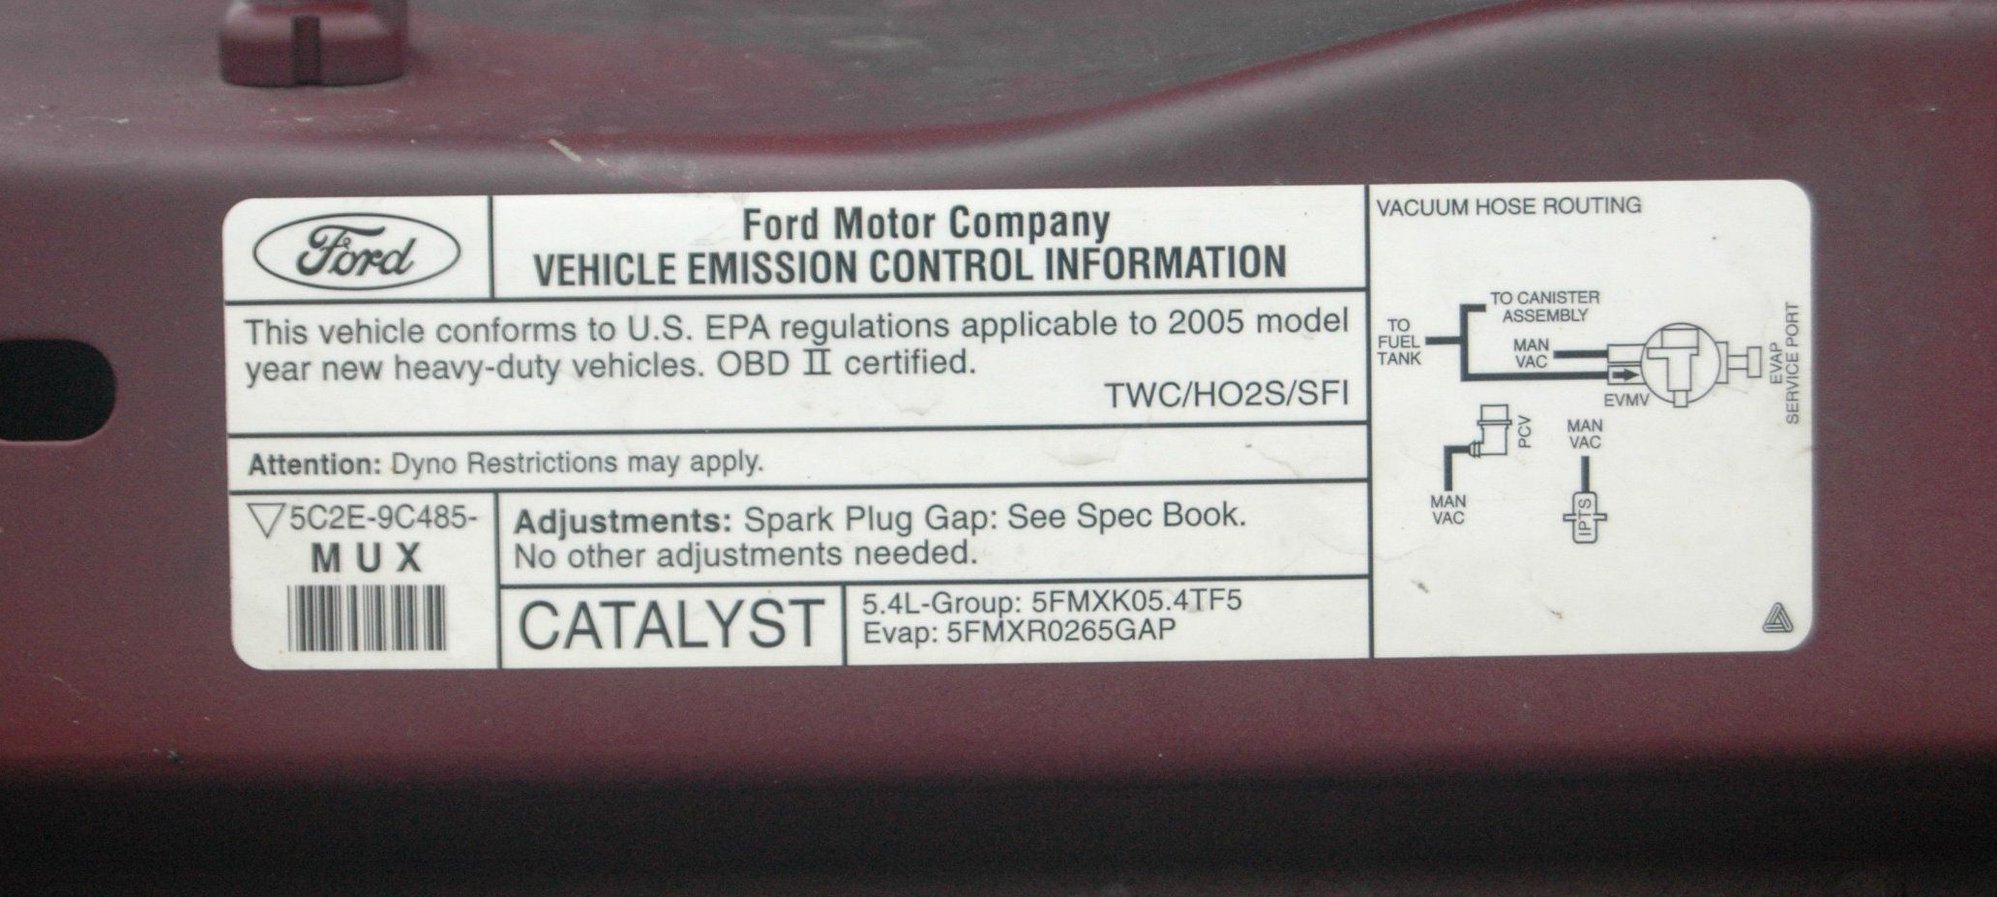 Ford
Ford Motor Company
VEHICLE EMISSION CONTROL INFORMATION
This vehicle conforms to U.S. EPA regulations applicable to 2005 model
year new heavy-duty vehicles. OBD II certified.
TWC/HO2S/SFI
Attention: Dyno Restrictions may apply.
5C2E-9C485-
MUX
Adjustments: Spark Plug Gap: See Spec Book.
No other adjustments needed.
CATALYST
5.4L-Group: 5FMXK05.4TF5
Evap: 5FMXR0265GAP
VACUUM HOSE ROUTING
TO CANISTER
ASSEMBLY
TO
FUEL
TANK
MAN
VAC
EVMV
EVAP
SERVICE PORT
PCV
MAN
VAC
MAN
VAC
IPTS